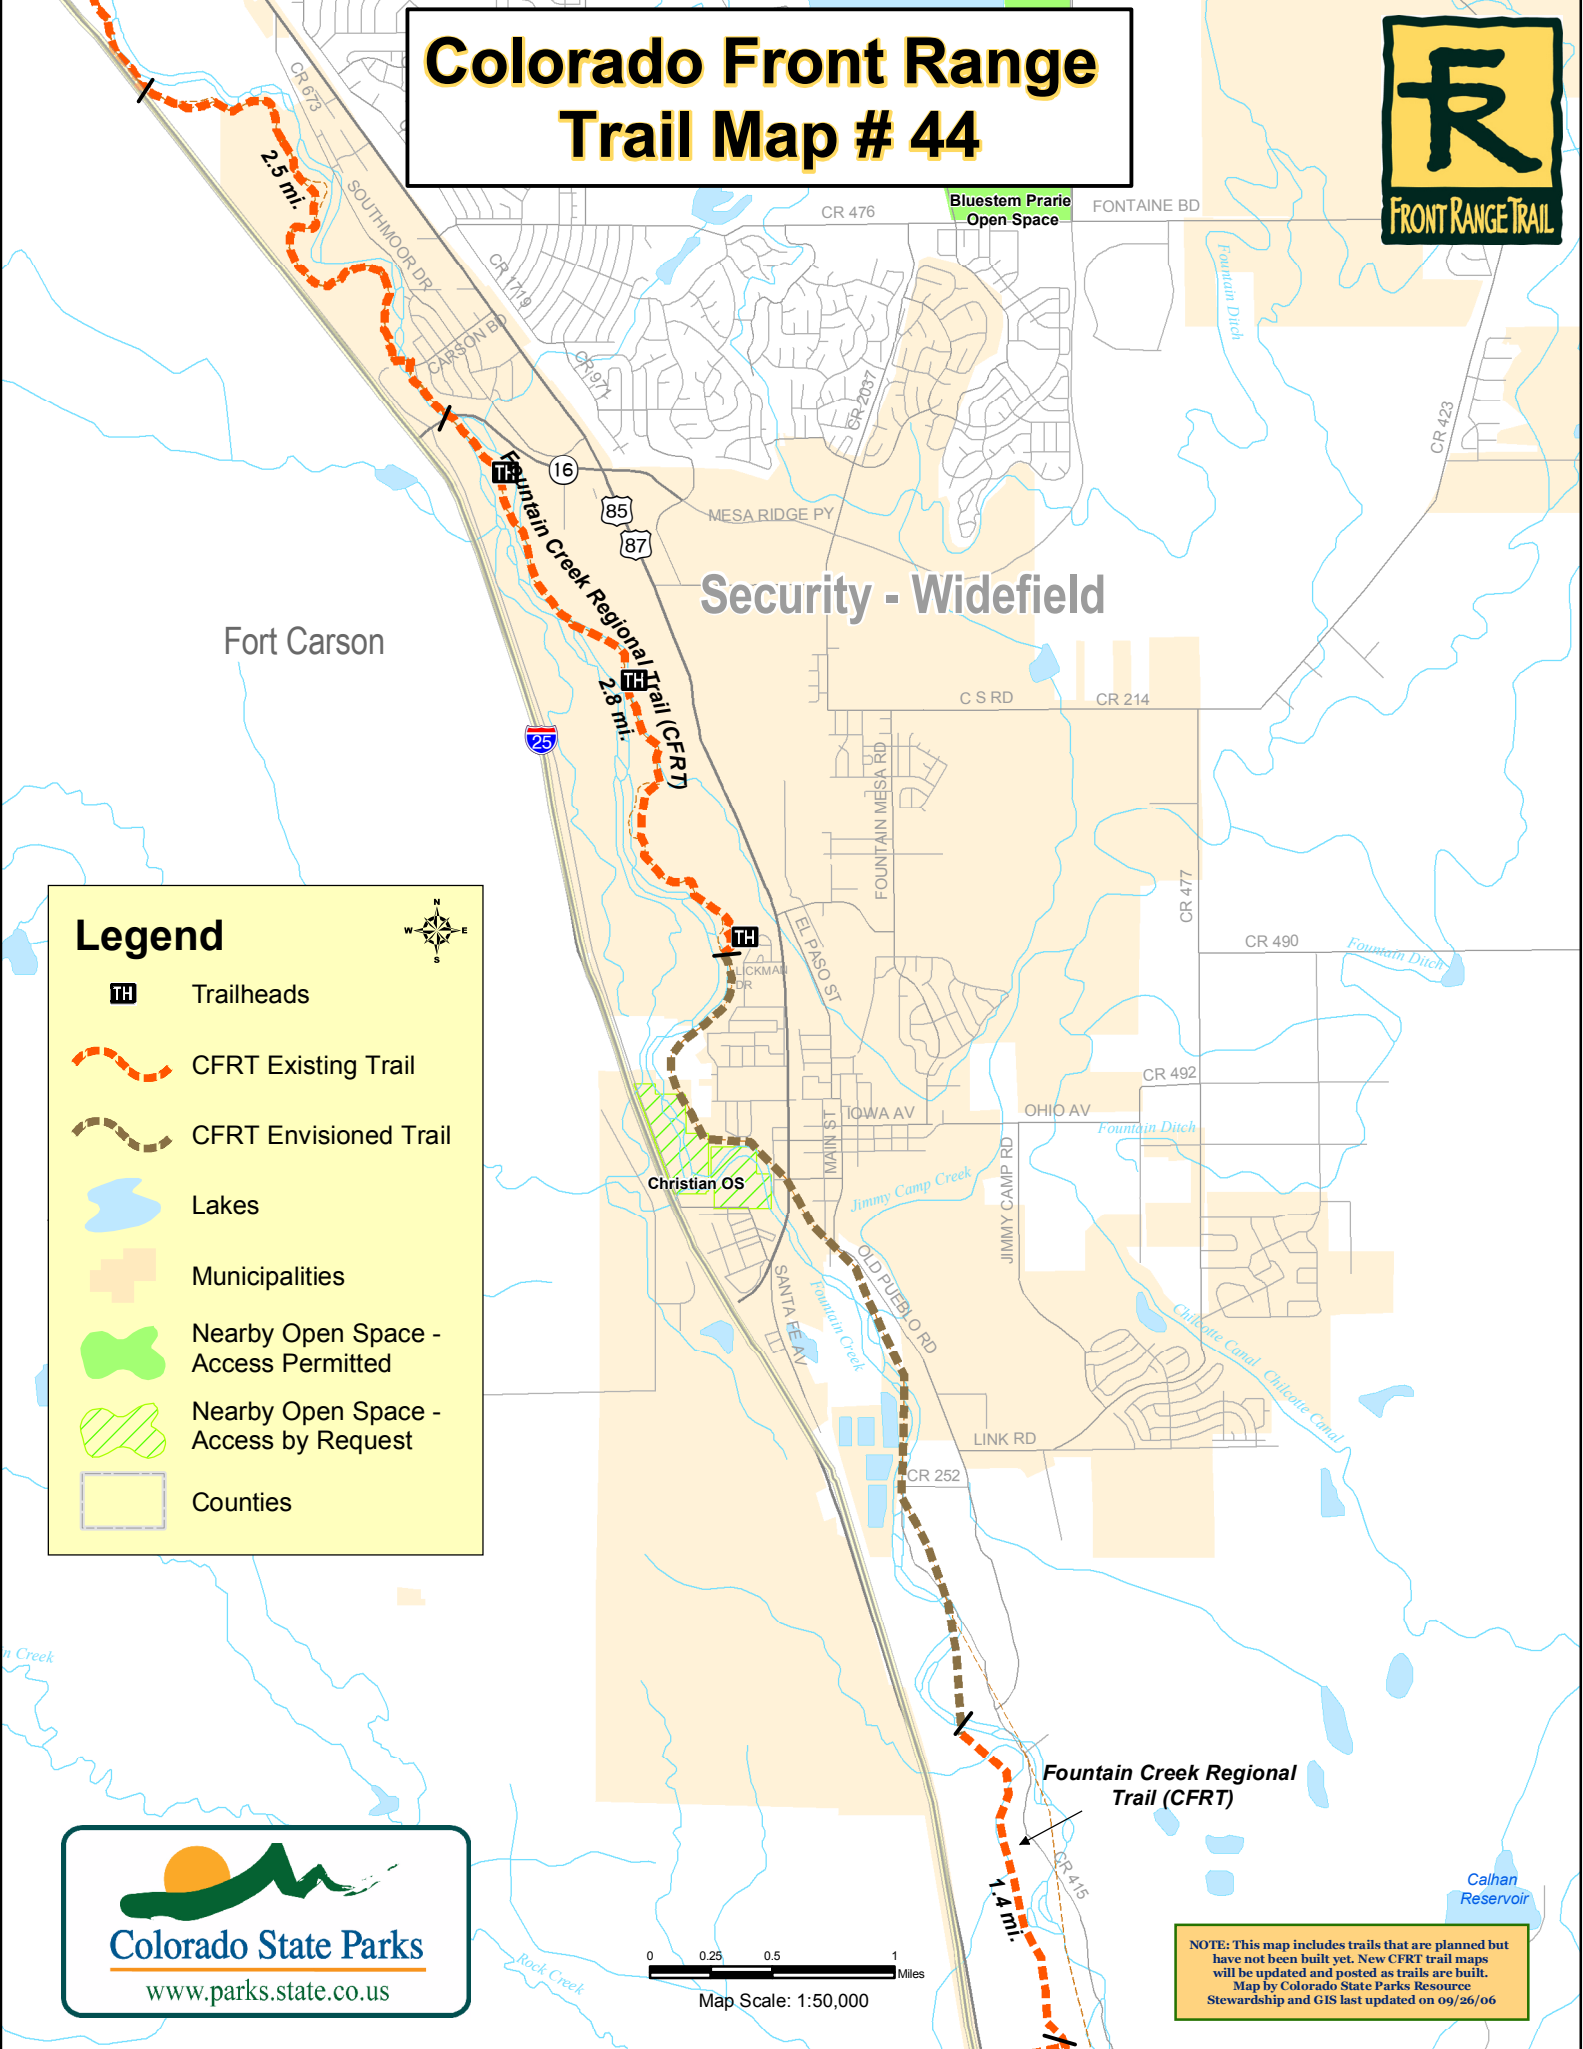 Colorado Front Range
Trail Map # 44
FRONT RANGE TRAIL
CR 673
2.5 mi.
SOUTHMOOR DR
CR 1719
CR 476
Bluestem Prarie
Open Space
FONTAINE BD
Fountain Ditch
CARSON BD
CR 971
CR 2037
CR 423
TH
16
85
87
MESA RIDGE PY
Fountain Creek Regional Trail (CFRT)
Security - Widefield
Fort Carson
TH
2.8 mi.
25
C S RD
CR 214
FOUNTAIN MESA RD
CR 477
EL PASO ST
TH
LICKMAN
DR
CR 490
Fountain Ditch
CR 492
IOWA AV
OHIO AV
MAIN ST
Fountain Ditch
JIMMY CAMP RD
Christian OS
Jimmy Camp Creek
OLD PUEBLO RD
SANTA FE AV
Fountain Creek
Chilcotte Canal
Chilcotte Canal
LINK RD
CR 252
Legend
N
W
E
S
TH
Trailheads
CFRT Existing Trail
CFRT Envisioned Trail
Lakes
Municipalities
Nearby Open Space -
Access Permitted
Nearby Open Space -
Access by Request
Counties
n Creek
Fountain Creek Regional
Trail (CFRT)
CR 415
1.4 mi.
Calhan
Reservoir
Rock Creek
Colorado State Parks
www.parks.state.co.us
0 0.25 0.5 1
Miles
Map Scale: 1:50,000
NOTE: This map includes trails that are planned but
have not been built yet. New CFRT trail maps
will be updated and posted as trails are built.
Map by Colorado State Parks Resource
Stewardship and GIS last updated on 09/26/06